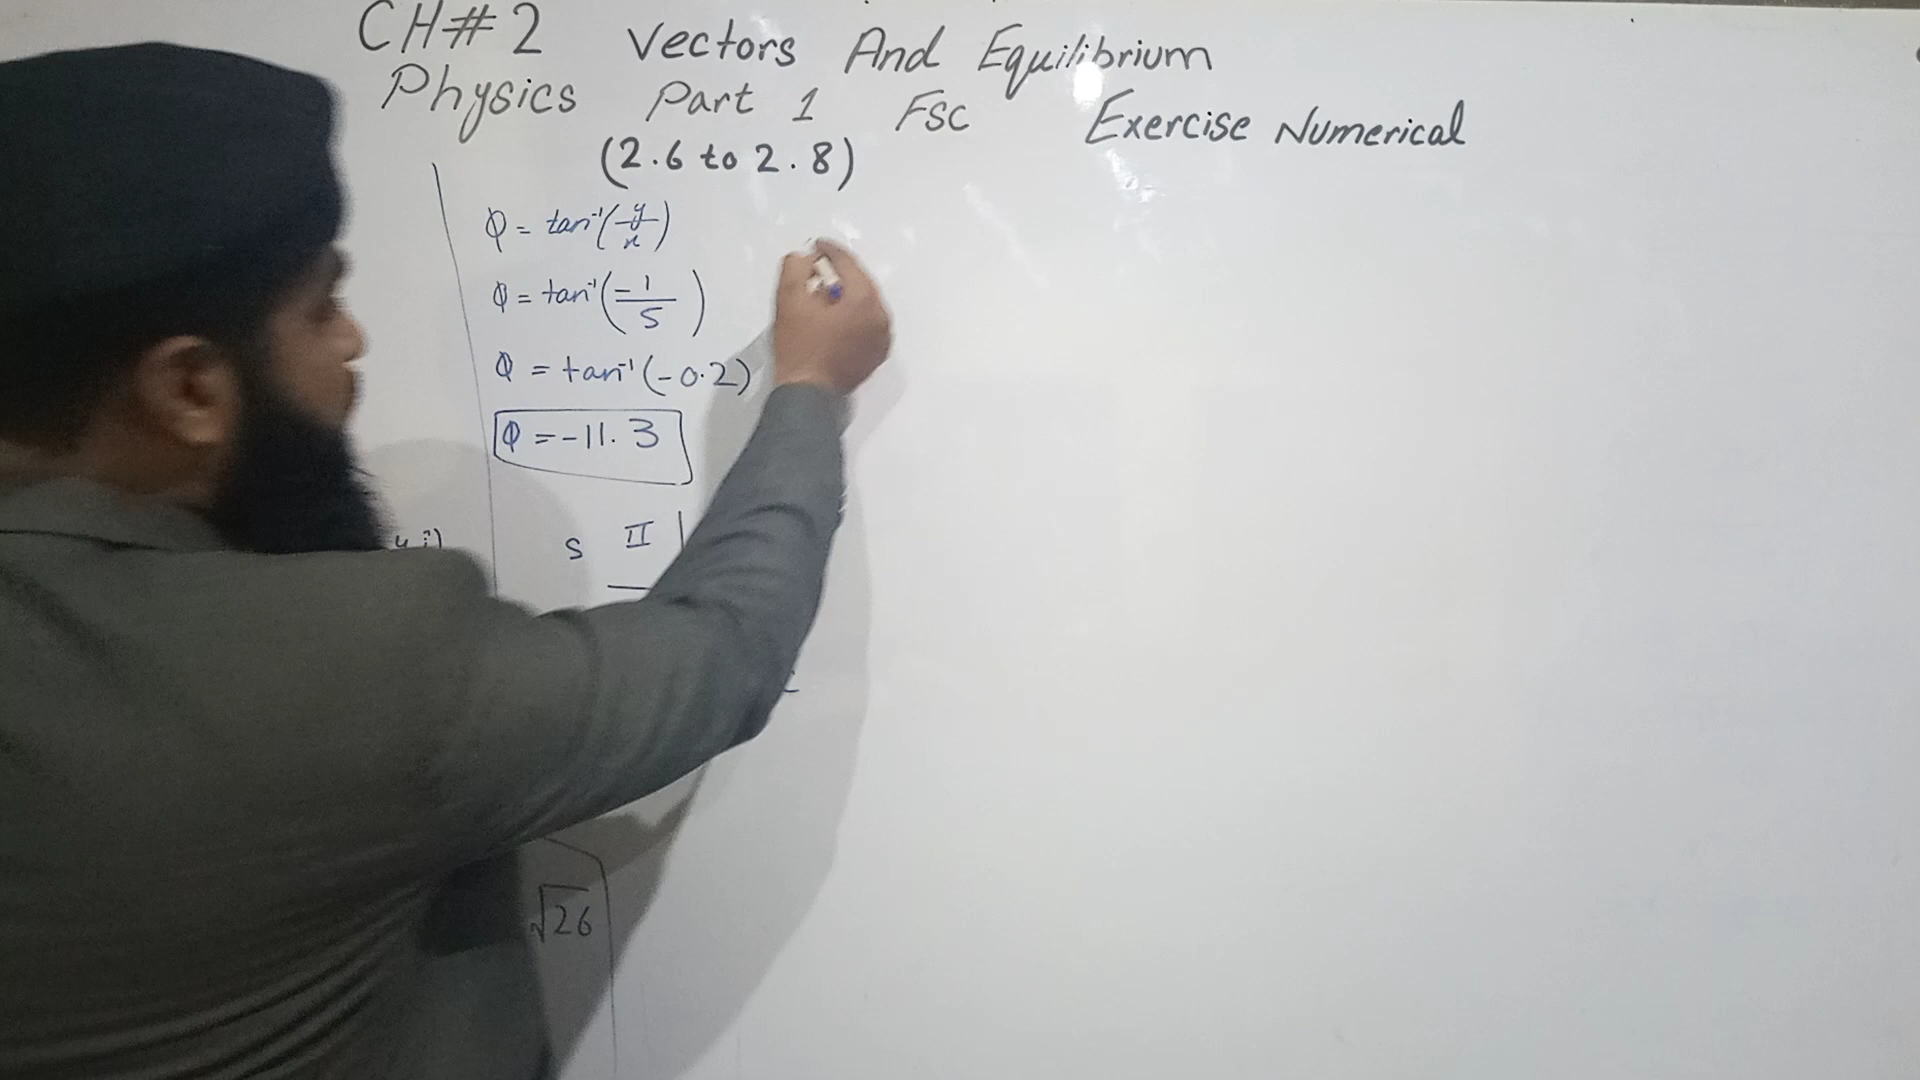 CH# 2 Vectors And Equilibrium
Physics Part 1 FSC Exercise Numerical
(2.6 to 2.8)
Φ = tan⁻¹(y/x)
Φ = tan⁻¹(-1/5)
Φ = tan⁻¹(-0.2)
Φ = -11.3
S II
√26